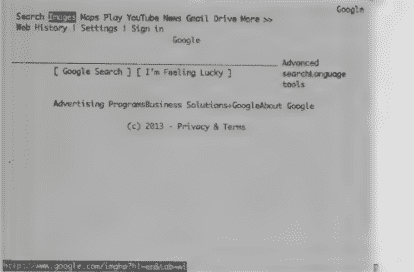 Google
Search Images Maps Play YouTube News Gmail Drive More >>
Web History | Settings | Sign in
Google
Advanced
[ Google Search ] [ I'm Feeling Lucky ] searchLanguage
tools
Advertising ProgramsBusiness Solutions+GoogleAbout Google
(c) 2013 - Privacy & Terms
http://www.google.com/imghp?hl=en&tab=wi